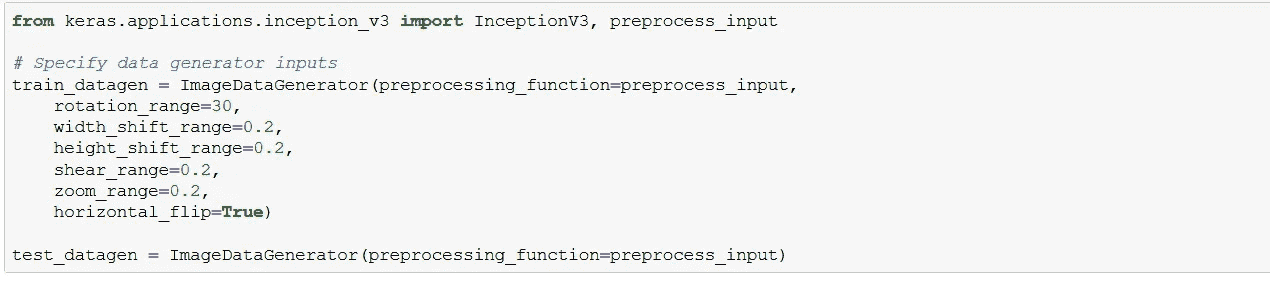 from keras.applications.inception_v3 import InceptionV3, preprocess_input
# Specify data generator inputs
train_datagen = ImageDataGenerator(preprocessing_function=preprocess_input,
    rotation_range=30,
    width_shift_range=0.2,
    height_shift_range=0.2,
    shear_range=0.2,
    zoom_range=0.2,
    horizontal_flip=True)
test_datagen = ImageDataGenerator(preprocessing_function=preprocess_input)